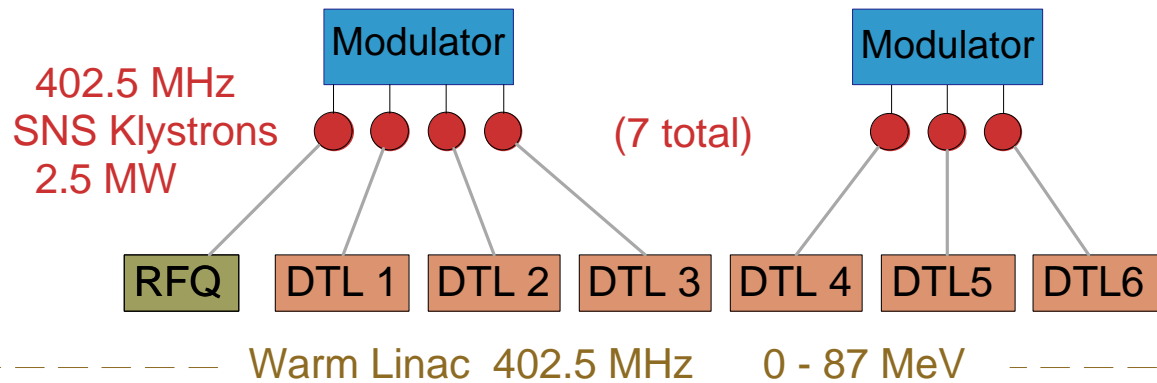 Modulator
Modulator
402.5 MHz
SNS Klystrons
2.5 MW
(7 total)
RFQ
DTL 1
DTL 2
DTL 3
DTL 4
DTL5
DTL6
Warm Linac 402.5 MHz 0 - 87 MeV